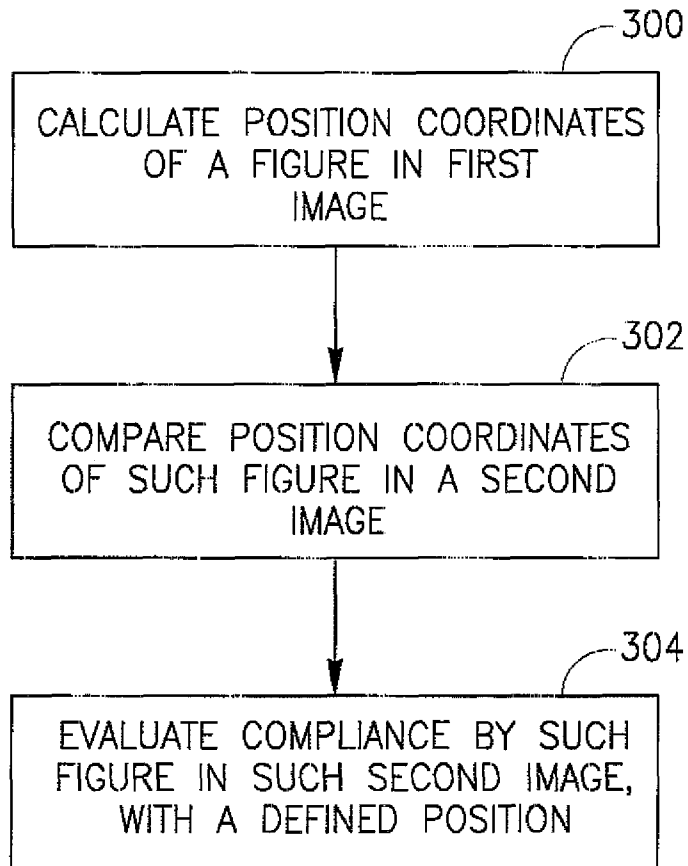 300
CALCULATE POSITION COORDINATES
OF A FIGURE IN FIRST
IMAGE
302
COMPARE POSITION COORDINATES
OF SUCH FIGURE IN A SECOND
IMAGE
304
EVALUATE COMPLIANCE BY SUCH
FIGURE IN SUCH SECOND IMAGE,
WITH A DEFINED POSITION